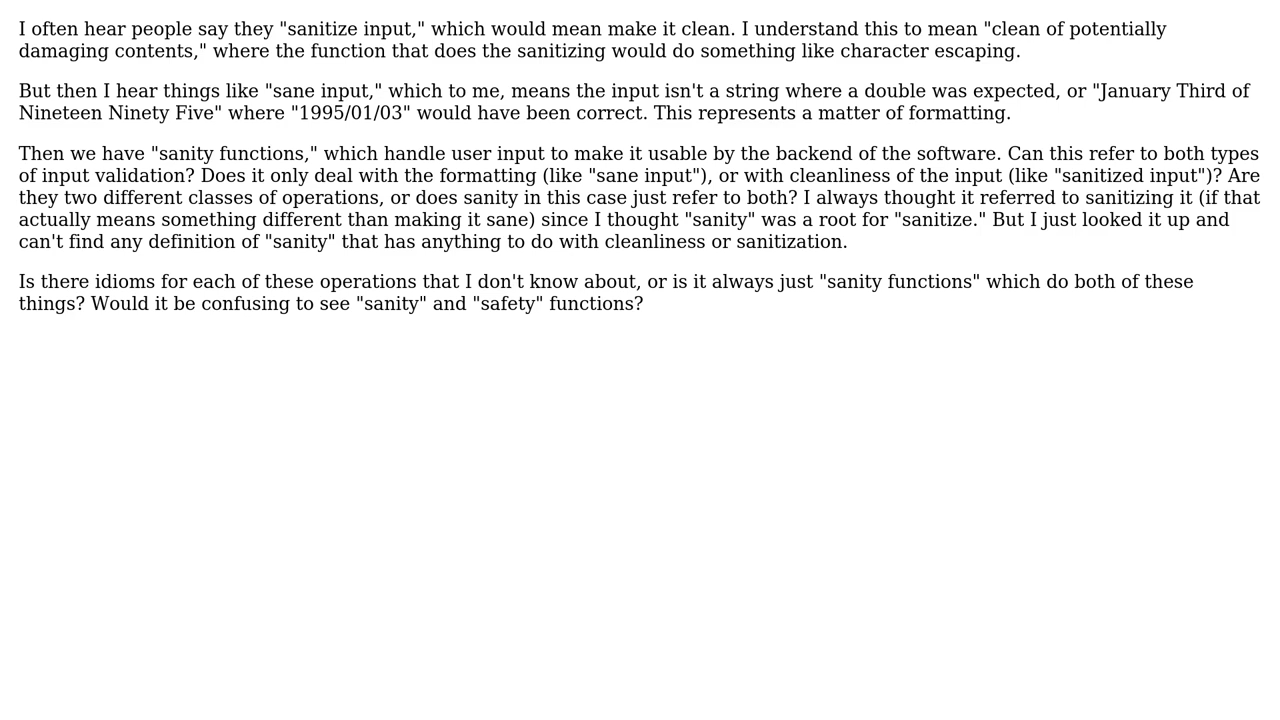 I often hear people say they "sanitize input," which would mean make it clean. I understand this to mean "clean of potentially
damaging contents," where the function that does the sanitizing would do something like character escaping.
But then I hear things like "sane input," which to me, means the input isn't a string where a double was expected, or "January Third of
Nineteen Ninety Five" where "1995/01/03" would have been correct. This represents a matter of formatting.
Then we have "sanity functions," which handle user input to make it usable by the backend of the software. Can this refer to both types
of input validation? Does it only deal with the formatting (like "sane input"), or with cleanliness of the input (like "sanitized input")? Are
they two different classes of operations, or does sanity in this case just refer to both? I always thought it referred to sanitizing it (if that
actually means something different than making it sane) since I thought "sanity" was a root for "sanitize." But I just looked it up and
can't find any definition of "sanity" that has anything to do with cleanliness or sanitization.
Is there idioms for each of these operations that I don't know about, or is it always just "sanity functions" which do both of these
things? Would it be confusing to see "sanity" and "safety" functions?